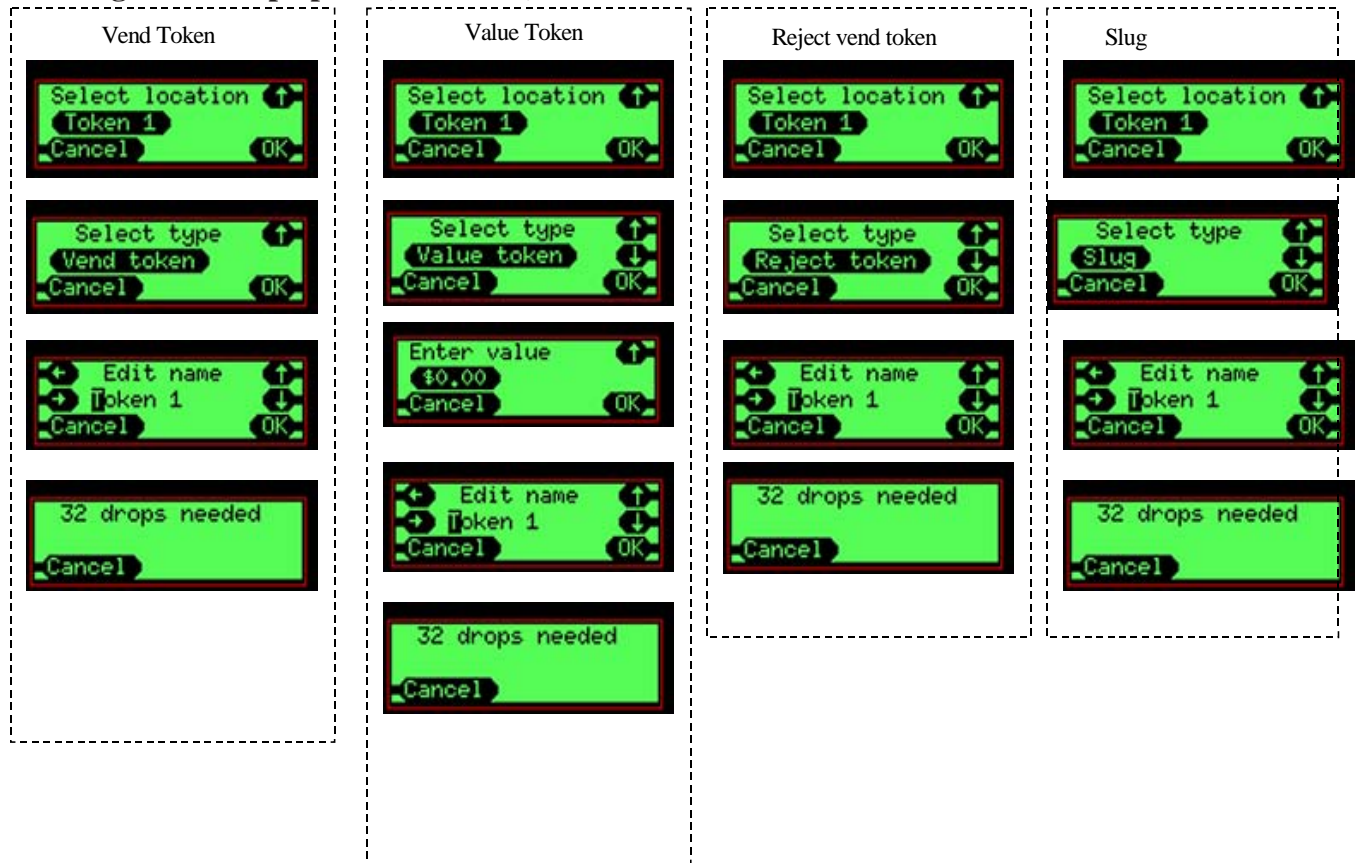 Vend Token
Select location ↑
Token 1
Cancel OK
Select type ↑
Vend token
Cancel OK
← Edit name ↑
→ Token 1 ↓
Cancel OK
32 drops needed
Cancel
Value Token
Select location ↑
Token 1
Cancel OK
Select type ↑
Value token ↓
Cancel OK
Enter value ↑
$0.00
Cancel OK
← Edit name ↑
→ Token 1 ↓
Cancel OK
32 drops needed
Cancel
Reject vend token
Select location ↑
Token 1
Cancel OK
Select type ↑
Reject token ↓
Cancel OK
← Edit name ↑
→ Token 1 ↓
Cancel OK
32 drops needed
Cancel
Slug
Select location ↑
Token 1
Cancel OK
Select type ↑
Slug ↓
Cancel OK
← Edit name ↑
→ Token 1 ↓
Cancel OK
32 drops needed
Cancel